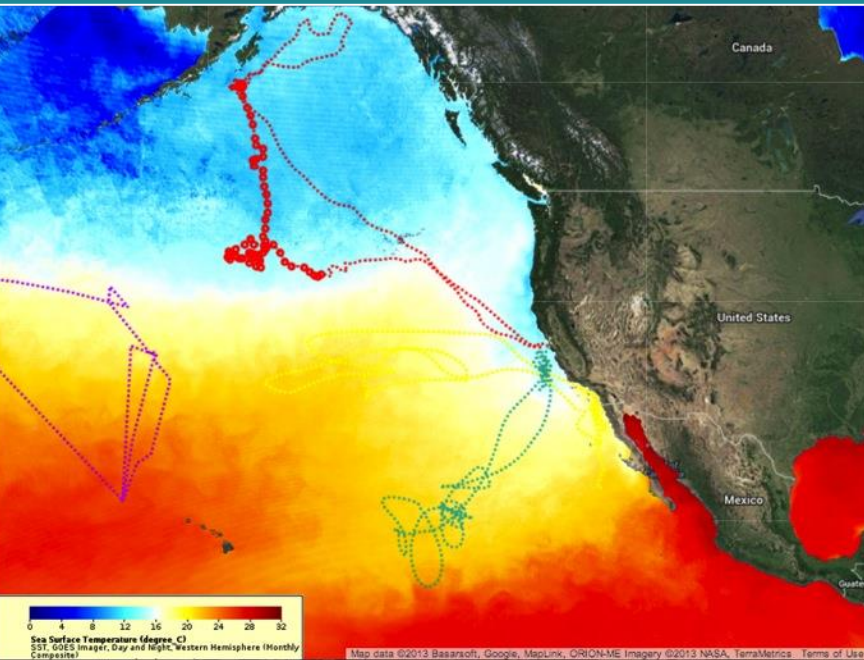 Canada
United States
Mexico
Guate
0 4 8 12 16 20 24 28 32
Sea Surface Temperature (degree_C)
SST, GOES Imager, Day and Night, Western Hemisphere (Monthly
Composite)
Map data ©2013 Basarsoft, Google, MapLink, ORION-ME Imagery ©2013 NASA, TerraMetrics Terms of Use